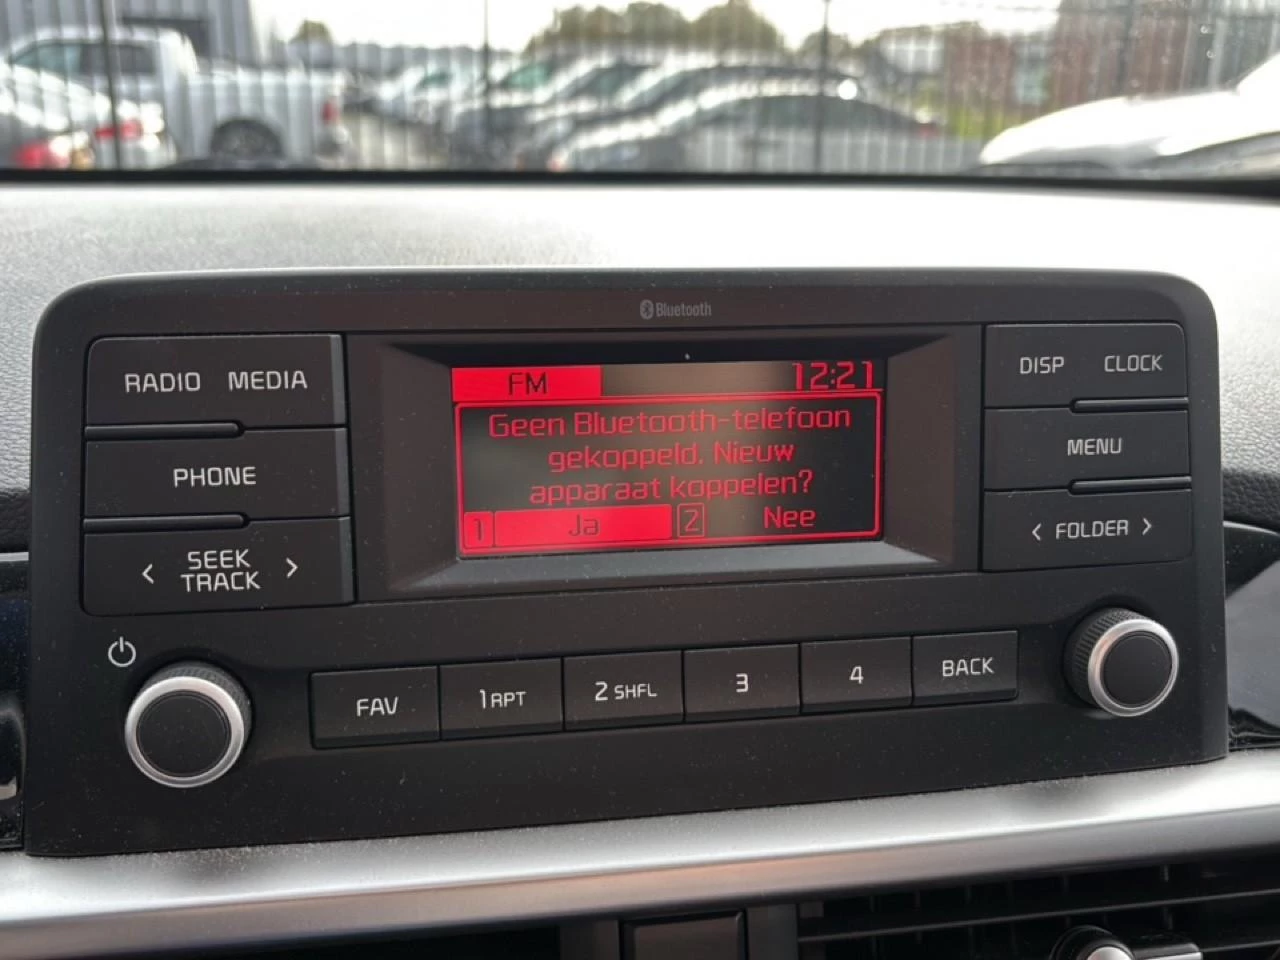 Bluetooth
RADIO MEDIA
PHONE
< SEEK >
TRACK
FM 12:21
Geen Bluetooth-telefoon
gekoppeld. Nieuw
apparaat koppelen?
1 Ja 2 Nee
DISP CLOCK
MENU
< FOLDER >
FAV 1 RPT 2 SHFL 3 4 BACK